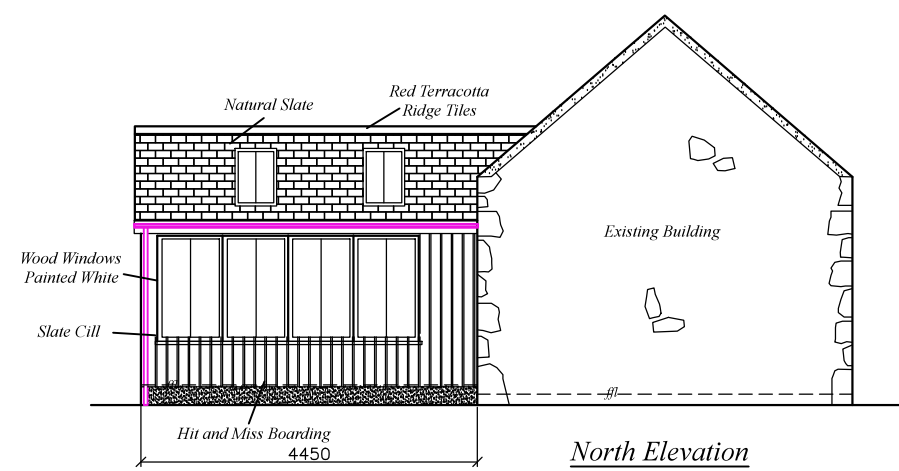 Red Terracotta
Ridge Tiles
Natural Slate
Existing Building
Wood Windows
Painted White
Slate Cill
ffl
ffl
Hit and Miss Boarding
4450
North Elevation